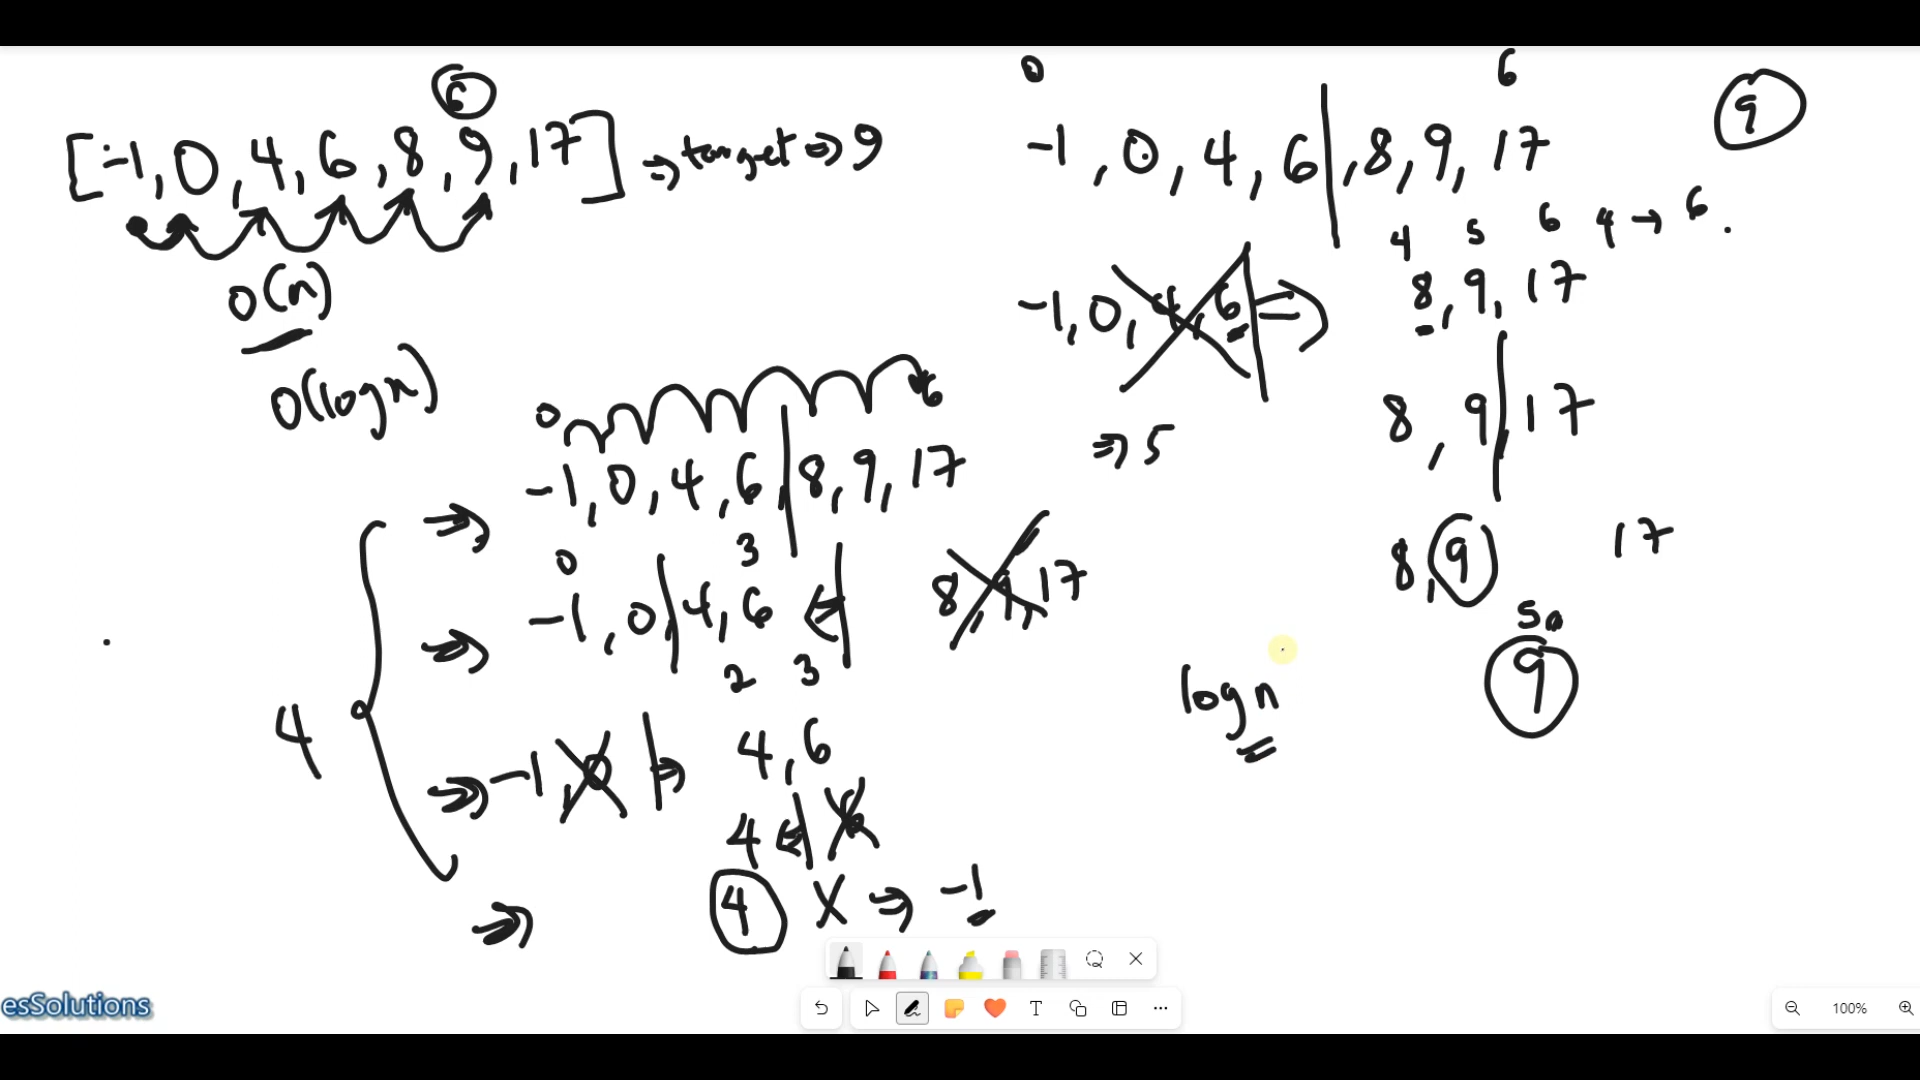 6
[-1, 0, 4, 6, 8, 9, 17] => target => 9
O(n)
O(log n)
0 6
=> -1, 0, 4, 6, | 8, 9, 17
0 3
=> -1, 0, | 4, 6 <= 8, 9, 17
2 3
=> -1, 0 | => 4, 6
4 <= | 6
=> 4 X => -1
4
0 6
-1, 0, 4, 6 | , 8, 9, 17
9
4 5 6 4 → 6 .
-1, 0, 4, 6 | => 8, 9, 17
=> 5
8, 9 | 17
8, 9 17
5
9
log n
esSolutions
100%